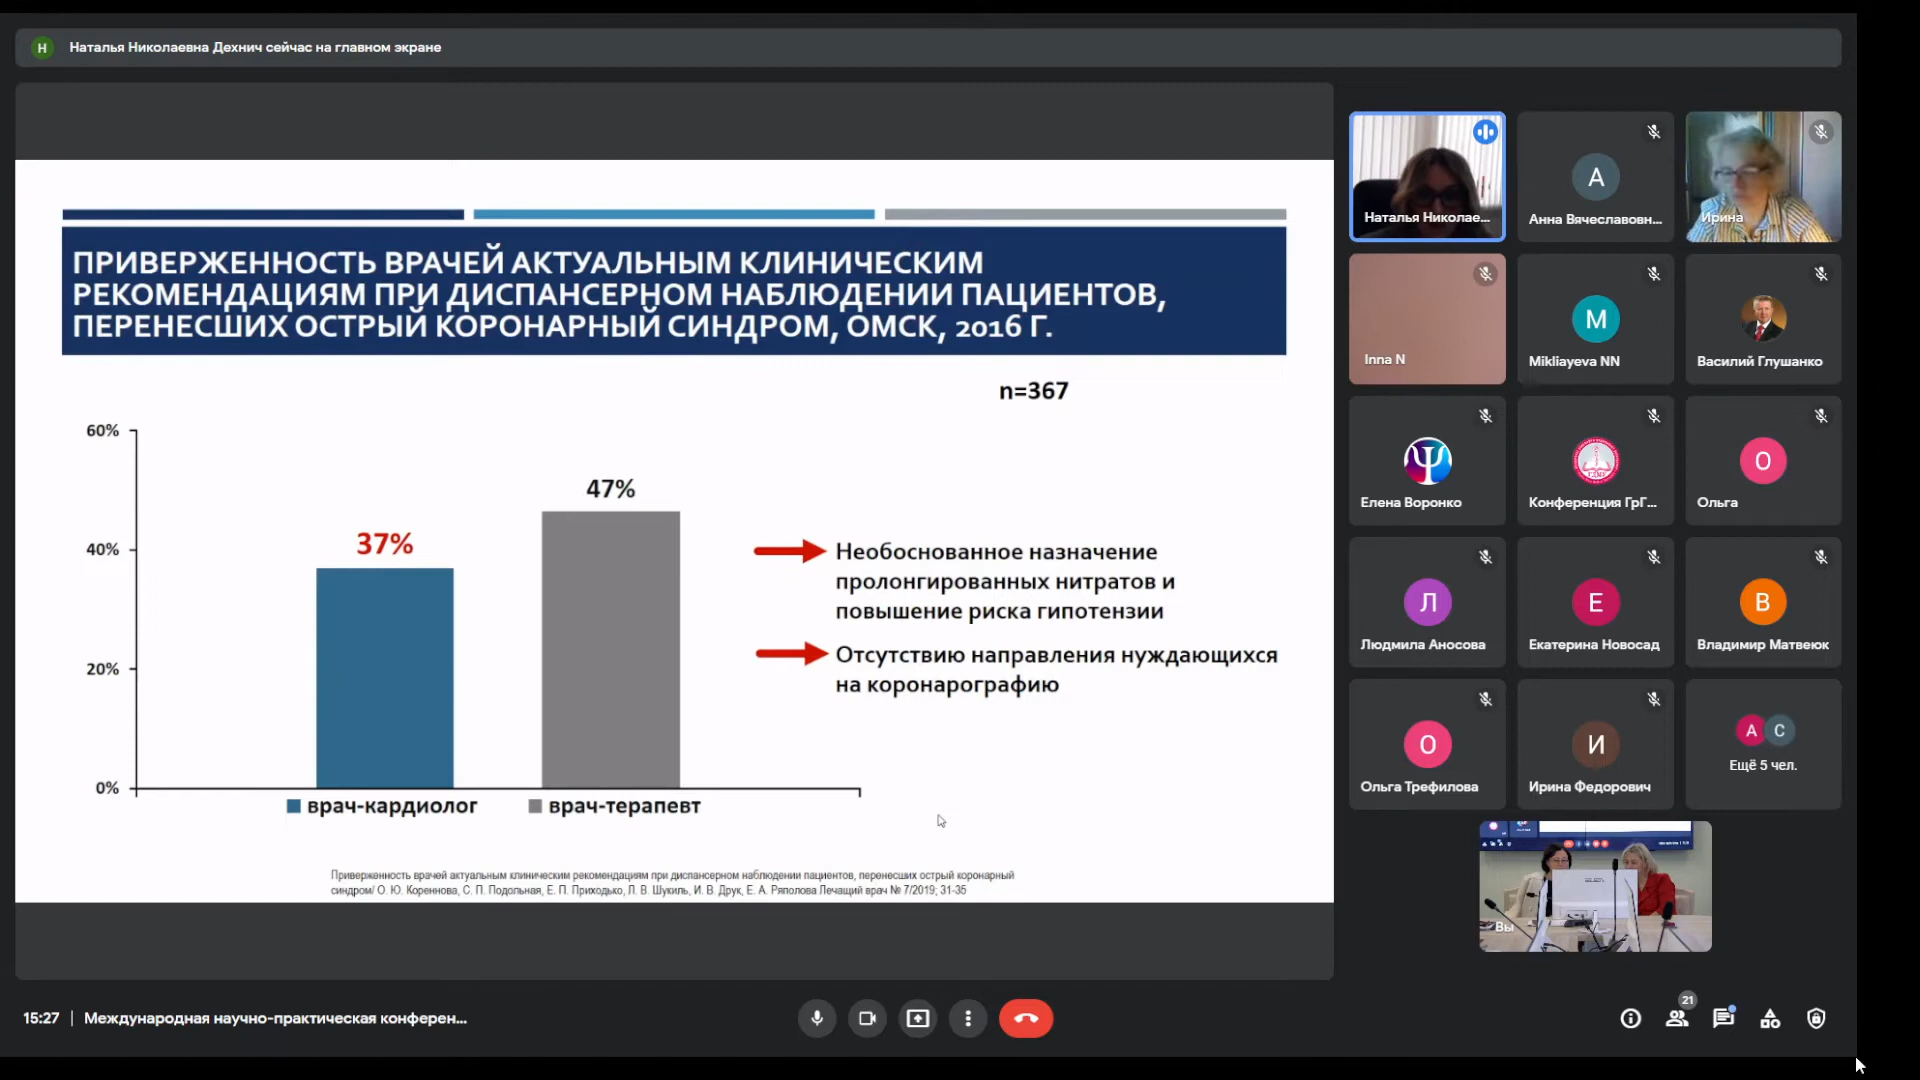 Н Наталья Николаевна Дехнич сейчас на главном экране
ПРИВЕРЖЕННОСТЬ ВРАЧЕЙ АКТУАЛЬНЫМ КЛИНИЧЕСКИМ
РЕКОМЕНДАЦИЯМ ПРИ ДИСПАНСЕРНОМ НАБЛЮДЕНИИ ПАЦИЕНТОВ,
ПЕРЕНЕСШИХ ОСТРЫЙ КОРОНАРНЫЙ СИНДРОМ, ОМСК, 2016 Г.
n=367
60%
40%
20%
0%
37%
47%
врач-кардиолог
врач-терапевт
Необоснованное назначение
пролонгированных нитратов и
повышение риска гипотензии
Отсутствию направления нуждающихся
на коронарографию
Приверженность врачей актуальным клиническим рекомендациям при диспансерном наблюдении пациентов, перенесших острый коронарный
синдром/ О. Ю. Кореннова, С. П. Подольная, Е. П. Приходько, Л. В. Шукиль, И. В. Друк, Е. А. Ряполова Лечащий врач № 7/2019; 31-35
Наталья Николае...
А
Анна Вячеславовн...
Ирина
Inna N
M
Mikliayeva NN
Василий Глушанко
Ψ
Елена Воронко
Конференция ГрГ...
О
Ольга
Л
Людмила Аносова
Е
Екатерина Новосад
В
Владимир Матвеюк
О
Ольга Трефилова
И
Ирина Федорович
А С
Ещё 5 чел.
Вы
15:27 | Международная научно-практическая конферен...
21